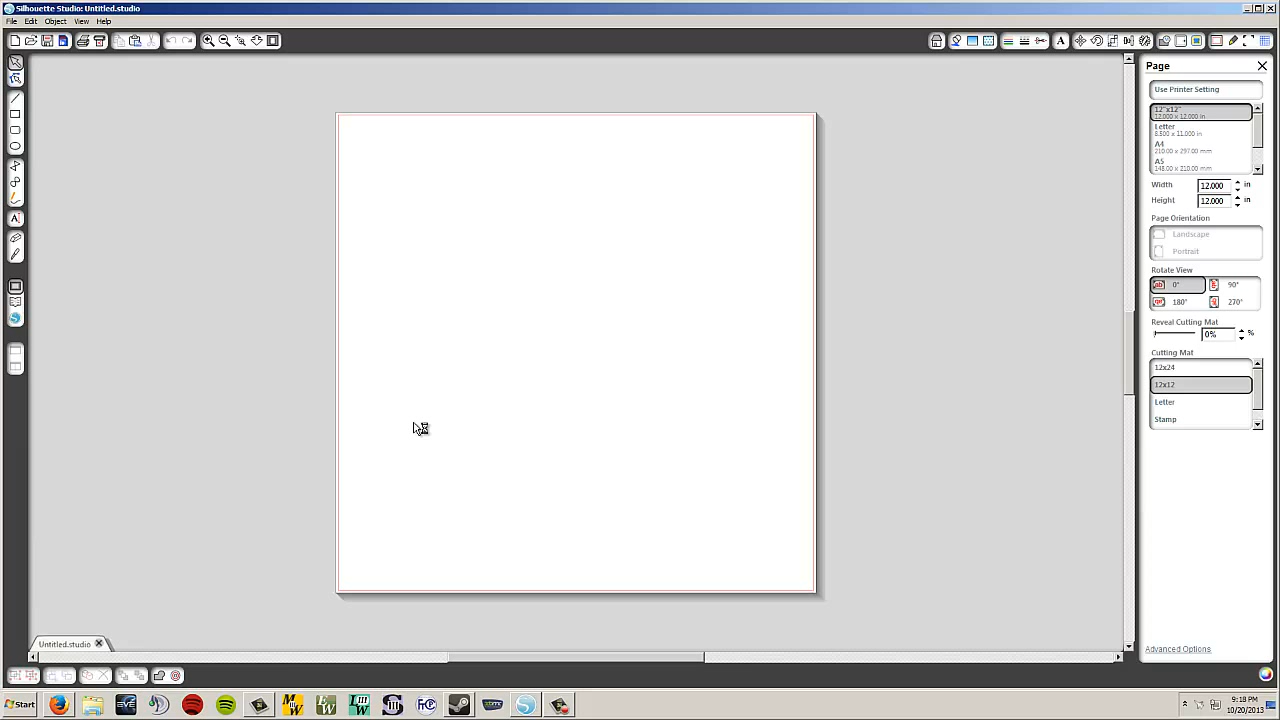 Silhouette Studio: Untitled.studio
File Edit Object View Help
Page
Use Printer Setting
12"x12"
12.000 x 12.000 in
Letter
8.500 x 11.000 in
A4
210.00 x 297.00 mm
A5
148.00 x 210.00 mm
Width 12.000 in
Height 12.000 in
Page Orientation
Landscape
Portrait
Rotate View
0° 90°
180° 270°
Reveal Cutting Mat
0% %
Cutting Mat
12x24
12x12
Letter
Stamp
Advanced Options
Untitled.studio
Start
9:18 PM
10/20/2013